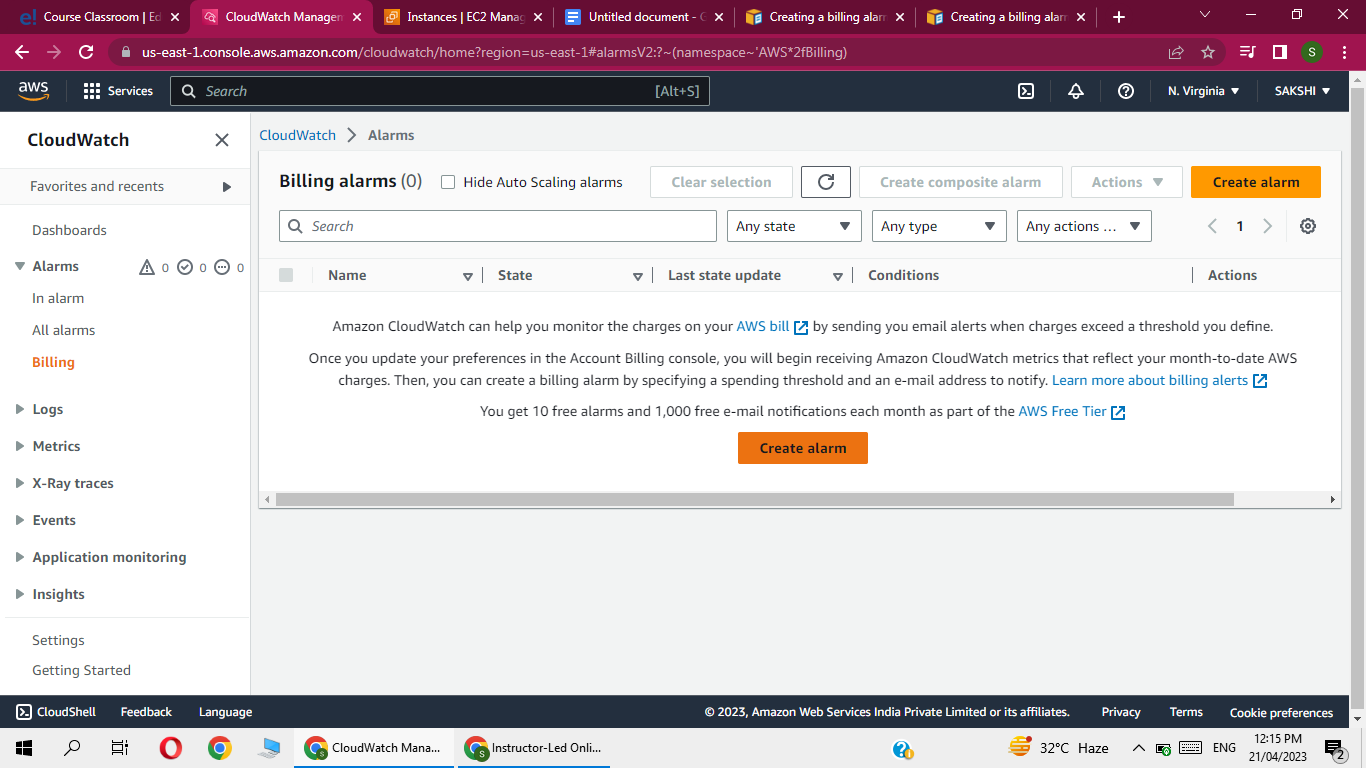 Course Classroom | Ed
CloudWatch Managem
Instances | EC2 Manag
Untitled document - G
Creating a billing alarm
Creating a billing alarm
us-east-1.console.aws.amazon.com/cloudwatch/home?region=us-east-1#alarmsV2:?~(namespace~'AWS*2fBilling)
S
aws
Services
Search
[Alt+S]
N. Virginia
SAKSHI
CloudWatch
Favorites and recents
Dashboards
Alarms
0
0
0
In alarm
All alarms
Billing
Logs
Metrics
X-Ray traces
Events
Application monitoring
Insights
Settings
Getting Started
CloudWatch > Alarms
Billing alarms (0)
Hide Auto Scaling alarms
Clear selection
Create composite alarm
Actions
Create alarm
Search
Any state
Any type
Any actions ...
1
Name
State
Last state update
Conditions
Actions
Amazon CloudWatch can help you monitor the charges on your AWS bill by sending you email alerts when charges exceed a threshold you define.
Once you update your preferences in the Account Billing console, you will begin receiving Amazon CloudWatch metrics that reflect your month-to-date AWS
charges. Then, you can create a billing alarm by specifying a spending threshold and an e-mail address to notify. Learn more about billing alerts
You get 10 free alarms and 1,000 free e-mail notifications each month as part of the AWS Free Tier
Create alarm
CloudShell
Feedback
Language
© 2023, Amazon Web Services India Private Limited or its affiliates.
Privacy
Terms
Cookie preferences
CloudWatch Mana...
Instructor-Led Onli...
32°C Haze
ENG
12:15 PM
21/04/2023
2